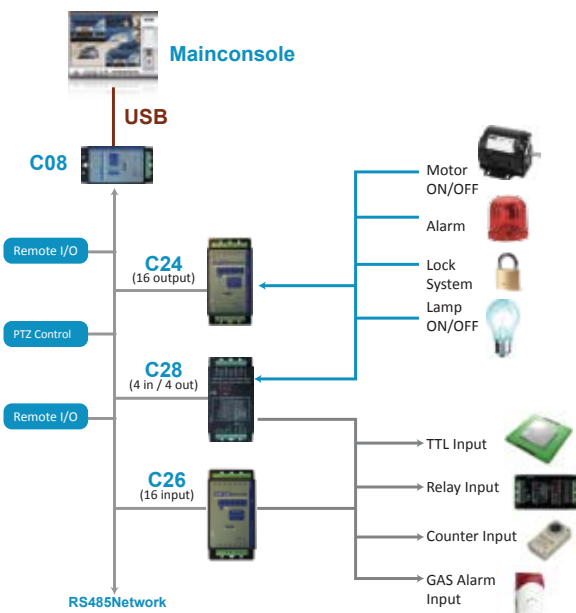 Mainconsole
USB
C08
Motor
ON/OFF
Alarm
Remote I/O
C24
(16 output)
Lock
System
Lamp
ON/OFF
PTZ Control
C28
(4 in / 4 out)
Remote I/O
TTL Input
C26
(16 input)
Relay Input
Counter Input
GAS Alarm
Input
RS485Network